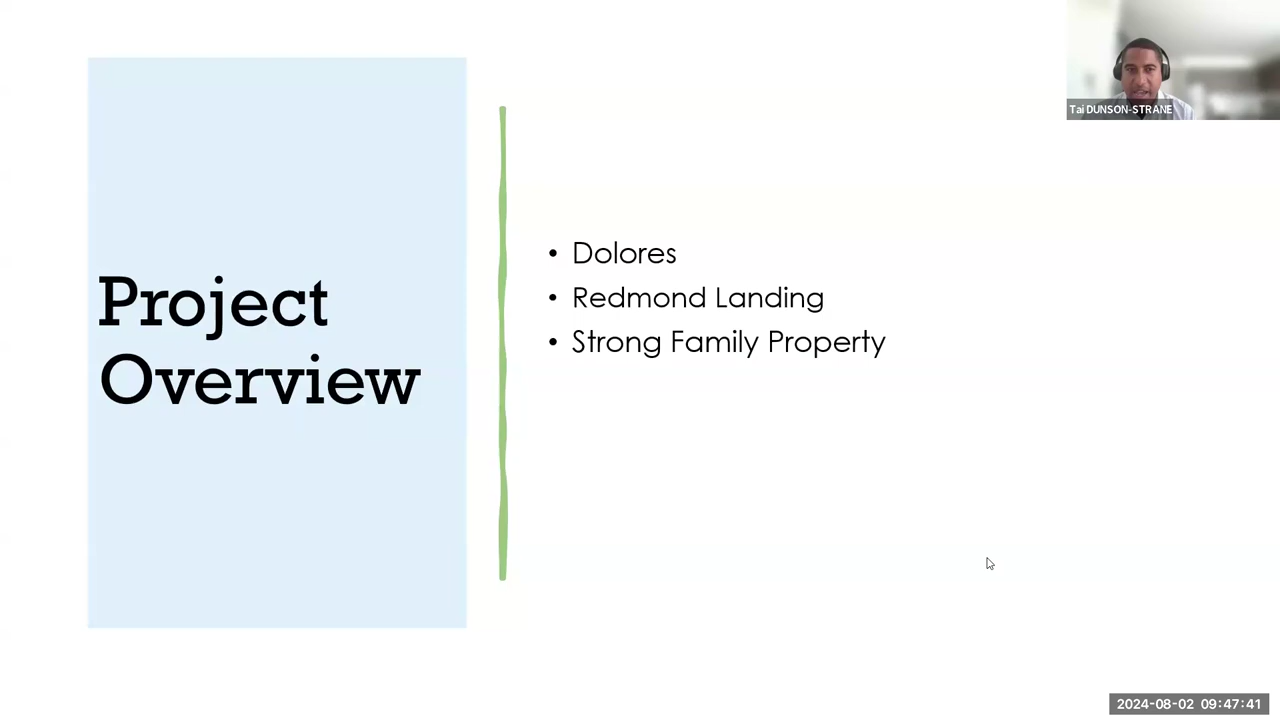 Tai DUNSON-STRANE
Project
Overview
• Dolores
• Redmond Landing
• Strong Family Property
2024-08-02 09:47:41